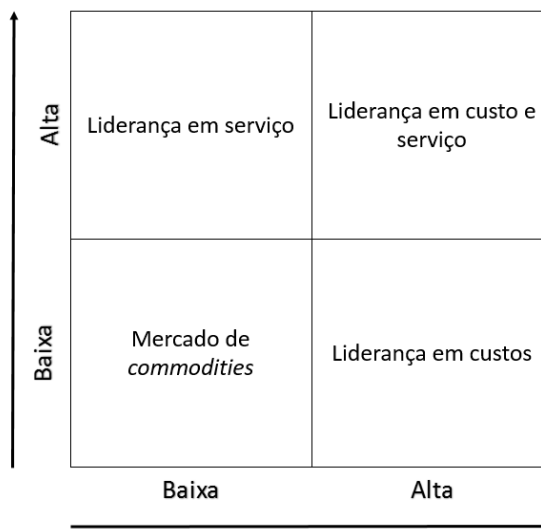 Alta
Liderança em serviço
Liderança em custo e
serviço
Baixa
Mercado de
commodities
Liderança em custos
Baixa
Alta